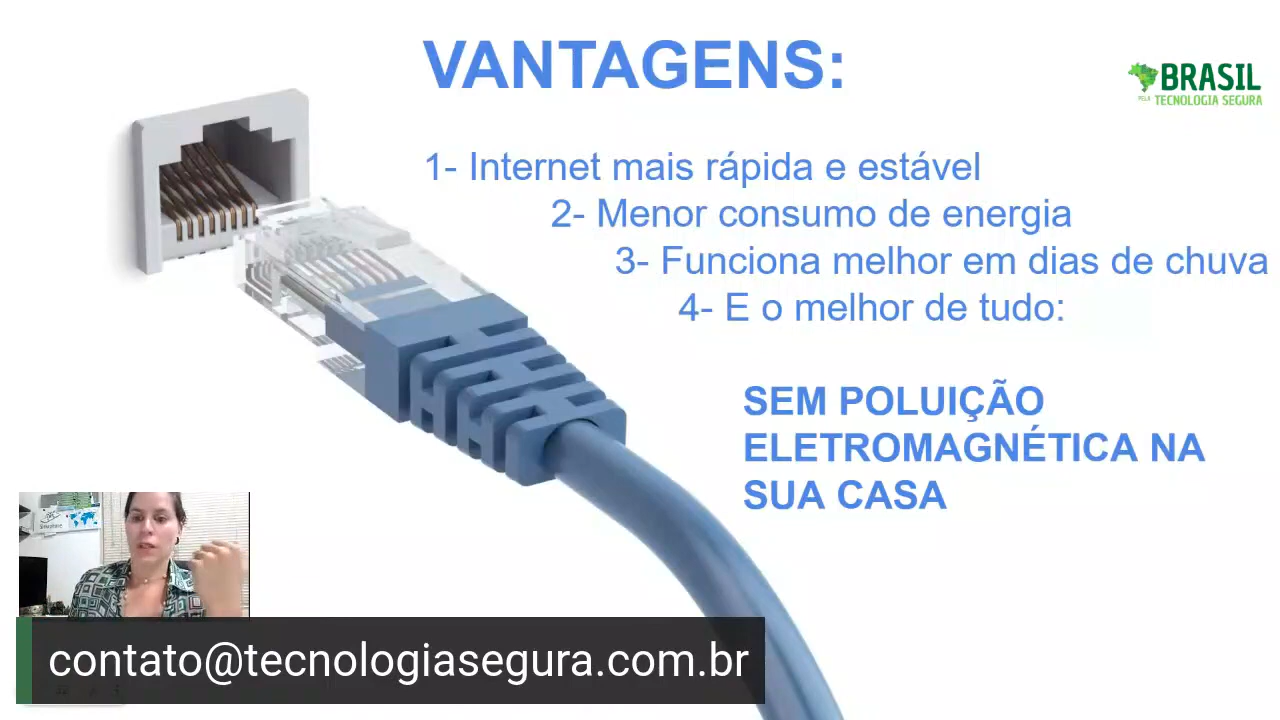 VANTAGENS:
BRASIL
PELA
TECNOLOGIA SEGURA
1- Internet mais rápida e estável
2- Menor consumo de energia
3- Funciona melhor em dias de chuva
4- E o melhor de tudo:
SEM POLUIÇÃO
ELETROMAGNÉTICA NA
SUA CASA
contato@tecnologiasegura.com.br